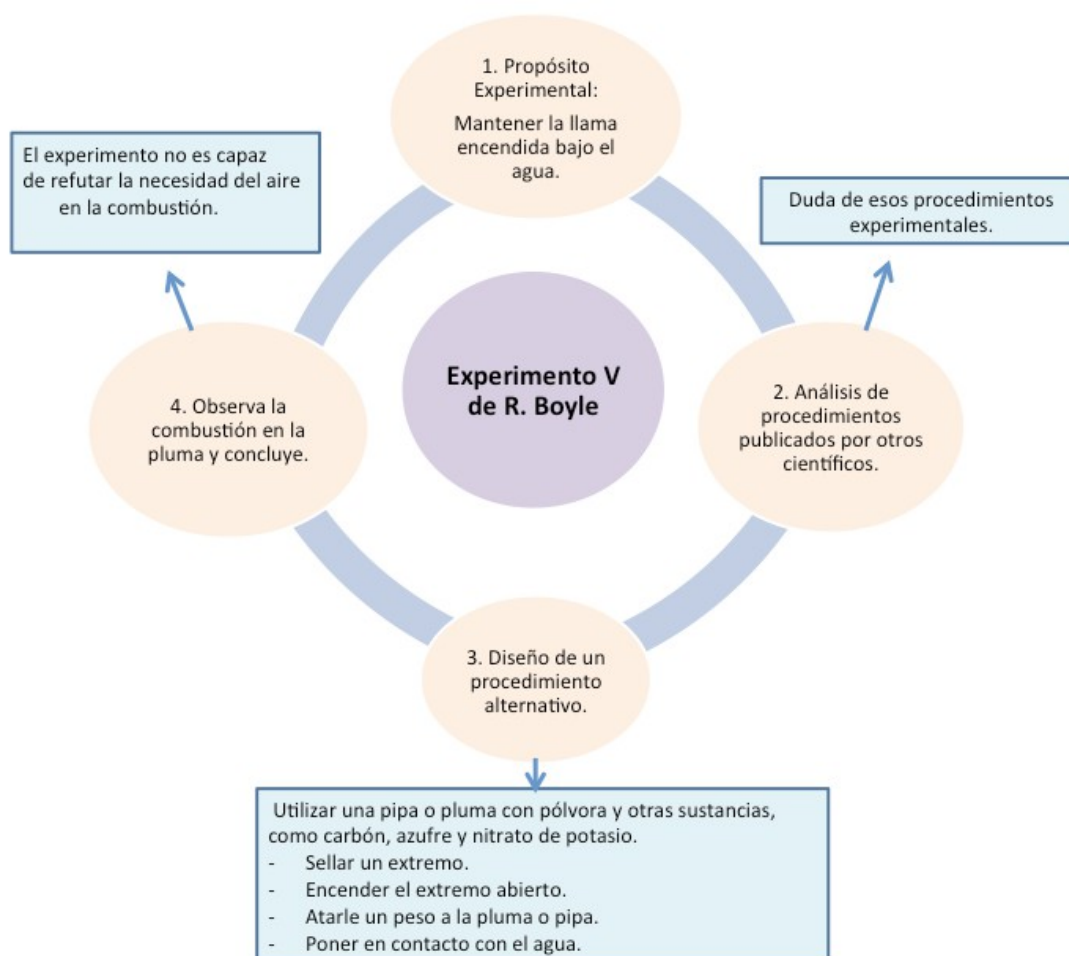 1. Propósito
Experimental:
Mantener la llama
encendida bajo el
agua.
Duda de esos procedimientos
experimentales.
2. Análisis de
procedimientos
publicados por otros
científicos.
3. Diseño de un
procedimiento
alternativo.
Utilizar una pipa o pluma con pólvora y otras sustancias,
como carbón, azufre y nitrato de potasio.
- Sellar un extremo.
- Encender el extremo abierto.
- Atarle un peso a la pluma o pipa.
- Poner en contacto con el agua.
4. Observa la
combustión en la
pluma y concluye.
El experimento no es capaz
de refutar la necesidad del aire
en la combustión.
Experimento V
de R. Boyle